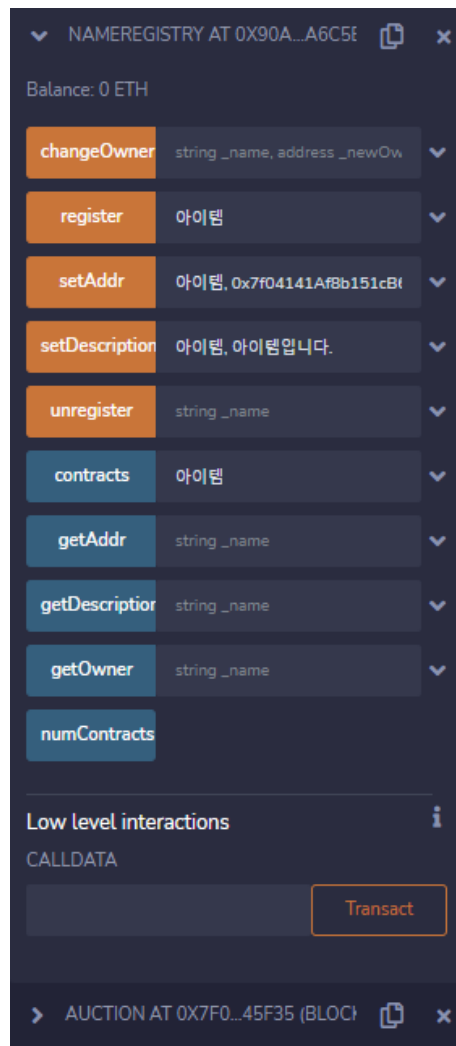 NAMEREGISTRY AT 0X90A...A6C5E
Balance: 0 ETH
changeOwner string _name, address _newOw
register 아이템
setAddr 아이템, 0x7f04141Af8b151cB6
setDescription 아이템, 아이템입니다.
unregister string _name
contracts 아이템
getAddr string _name
getDescription string _name
getOwner string _name
numContracts
Low level interactions i
CALLDATA
Transact
AUCTION AT 0X7F0...45F35 (BLOCK